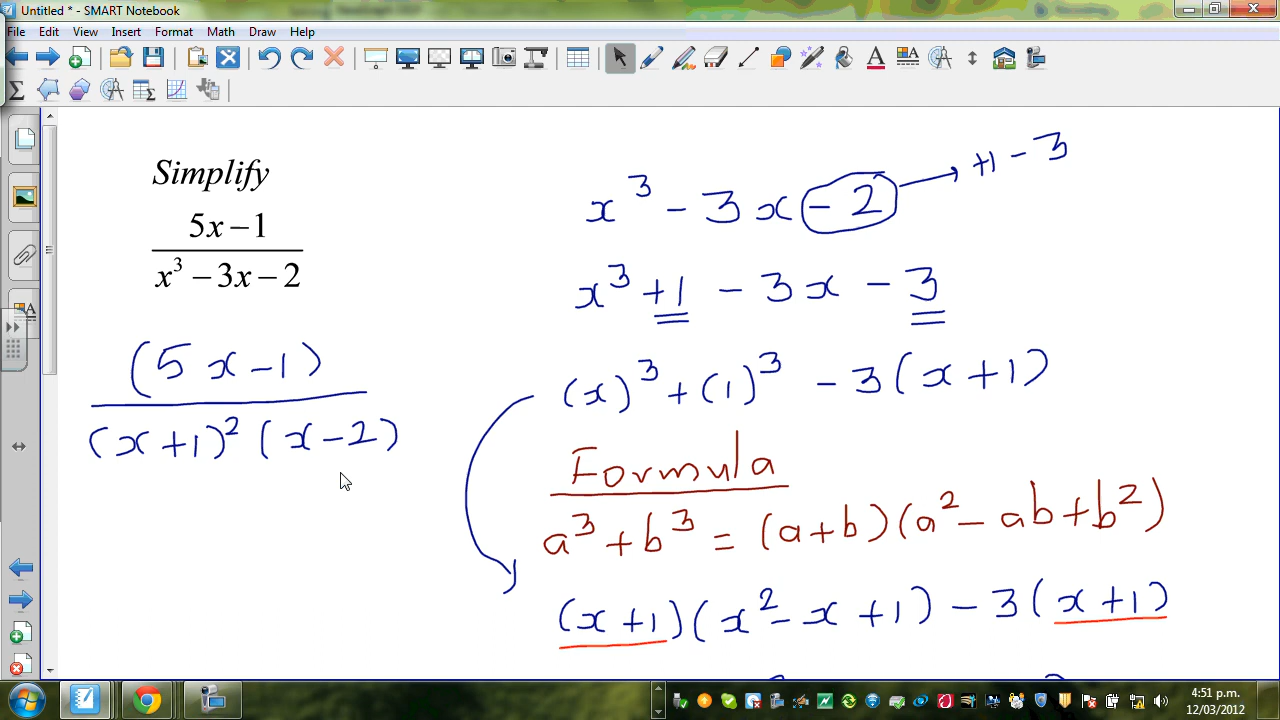 Untitled * - SMART Notebook
File Edit View Insert Format Math Draw Help
Simplify
5x – 1
x³ – 3x – 2
(5x – 1)
(x + 1)² (x – 2)
x³ – 3x – 2 → +1 – 3
x³ + 1 – 3x – 3
(x)³ + (1)³ – 3(x + 1)
Formula
a³ + b³ = (a + b)(a² – ab + b²)
(x + 1)(x² – x + 1) – 3(x + 1)
4:51 p.m.
12/03/2012